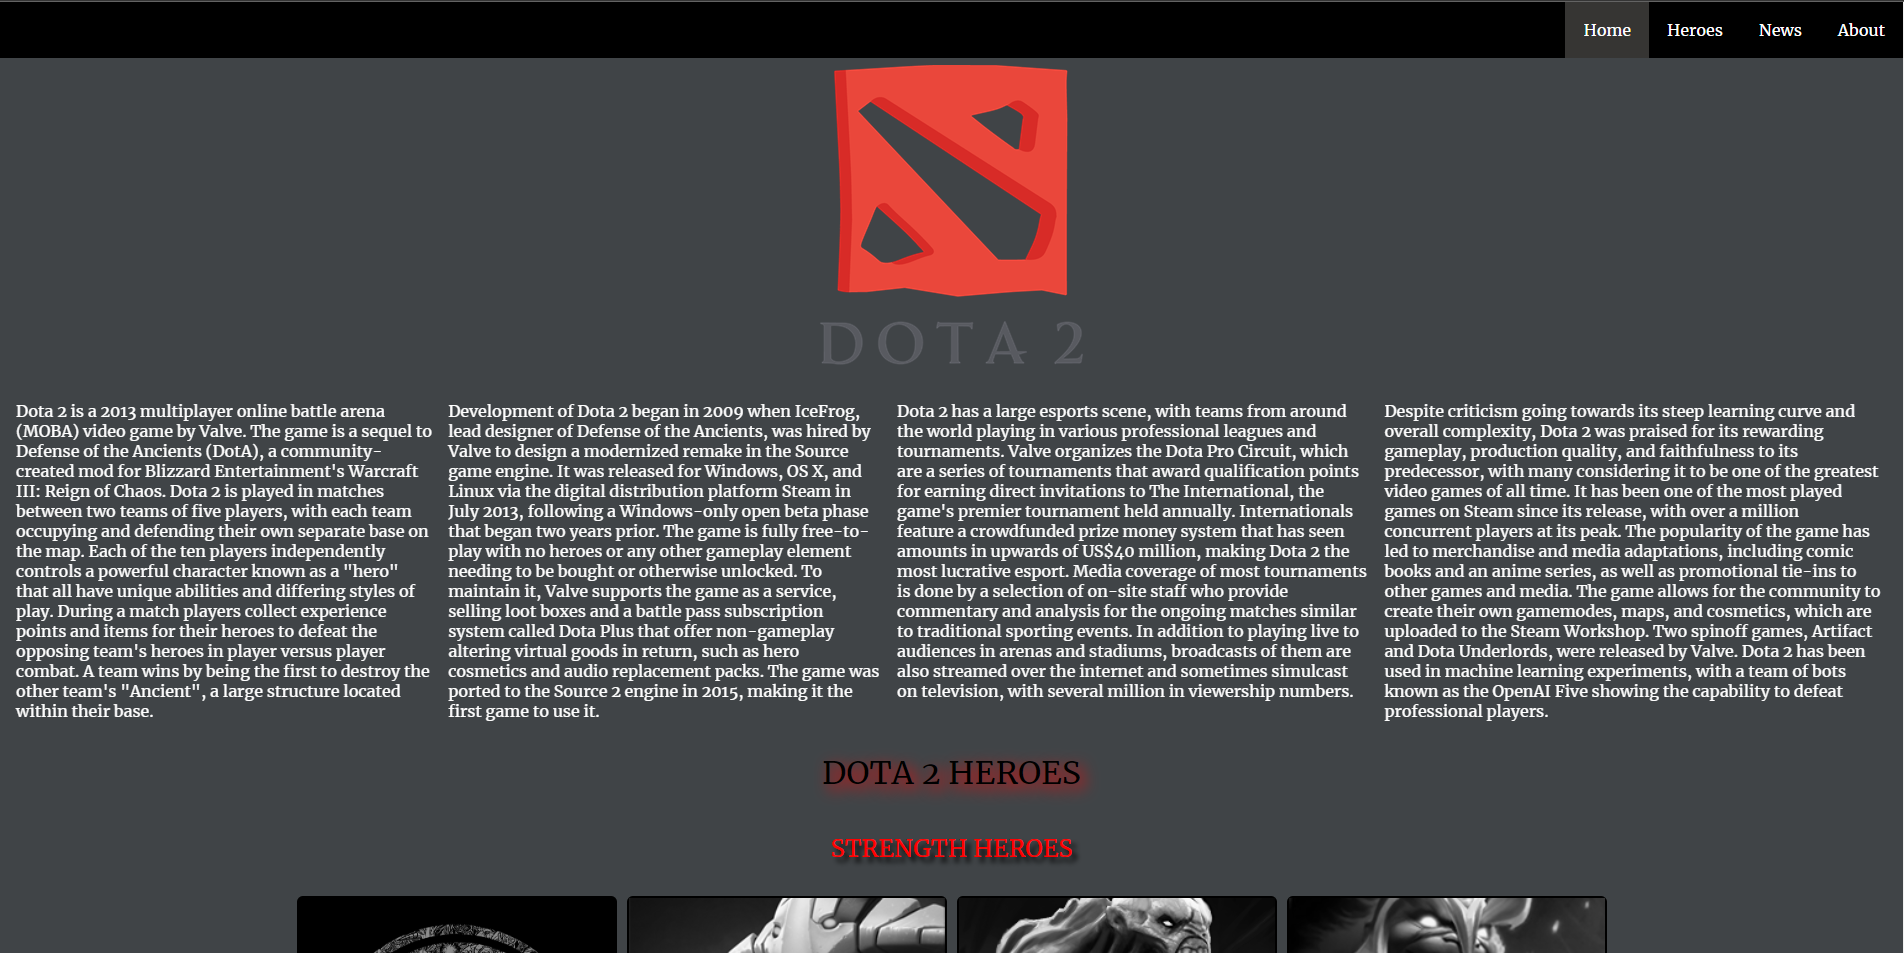 Home Heroes News About
DOTA 2
Dota 2 is a 2013 multiplayer online battle arena
(MOBA) video game by Valve. The game is a sequel to
Defense of the Ancients (DotA), a community-
created mod for Blizzard Entertainment's Warcraft
III: Reign of Chaos. Dota 2 is played in matches
between two teams of five players, with each team
occupying and defending their own separate base on
the map. Each of the ten players independently
controls a powerful character known as a "hero"
that all have unique abilities and differing styles of
play. During a match players collect experience
points and items for their heroes to defeat the
opposing team's heroes in player versus player
combat. A team wins by being the first to destroy the
other team's "Ancient", a large structure located
within their base.
Development of Dota 2 began in 2009 when IceFrog,
lead designer of Defense of the Ancients, was hired by
Valve to design a modernized remake in the Source
game engine. It was released for Windows, OS X, and
Linux via the digital distribution platform Steam in
July 2013, following a Windows-only open beta phase
that began two years prior. The game is fully free-to-
play with no heroes or any other gameplay element
needing to be bought or otherwise unlocked. To
maintain it, Valve supports the game as a service,
selling loot boxes and a battle pass subscription
system called Dota Plus that offer non-gameplay
altering virtual goods in return, such as hero
cosmetics and audio replacement packs. The game was
ported to the Source 2 engine in 2015, making it the
first game to use it.
Dota 2 has a large esports scene, with teams from around
the world playing in various professional leagues and
tournaments. Valve organizes the Dota Pro Circuit, which
are a series of tournaments that award qualification points
for earning direct invitations to The International, the
game's premier tournament held annually. Internationals
feature a crowdfunded prize money system that has seen
amounts in upwards of US$40 million, making Dota 2 the
most lucrative esport. Media coverage of most tournaments
is done by a selection of on-site staff who provide
commentary and analysis for the ongoing matches similar
to traditional sporting events. In addition to playing live to
audiences in arenas and stadiums, broadcasts of them are
also streamed over the internet and sometimes simulcast
on television, with several million in viewership numbers.
Despite criticism going towards its steep learning curve and
overall complexity, Dota 2 was praised for its rewarding
gameplay, production quality, and faithfulness to its
predecessor, with many considering it to be one of the greatest
video games of all time. It has been one of the most played
games on Steam since its release, with over a million
concurrent players at its peak. The popularity of the game has
led to merchandise and media adaptations, including comic
books and an anime series, as well as promotional tie-ins to
other games and media. The game allows for the community to
create their own gamemodes, maps, and cosmetics, which are
uploaded to the Steam Workshop. Two spinoff games, Artifact
and Dota Underlords, were released by Valve. Dota 2 has been
used in machine learning experiments, with a team of bots
known as the OpenAI Five showing the capability to defeat
professional players.
DOTA 2 HEROES
STRENGTH HEROES